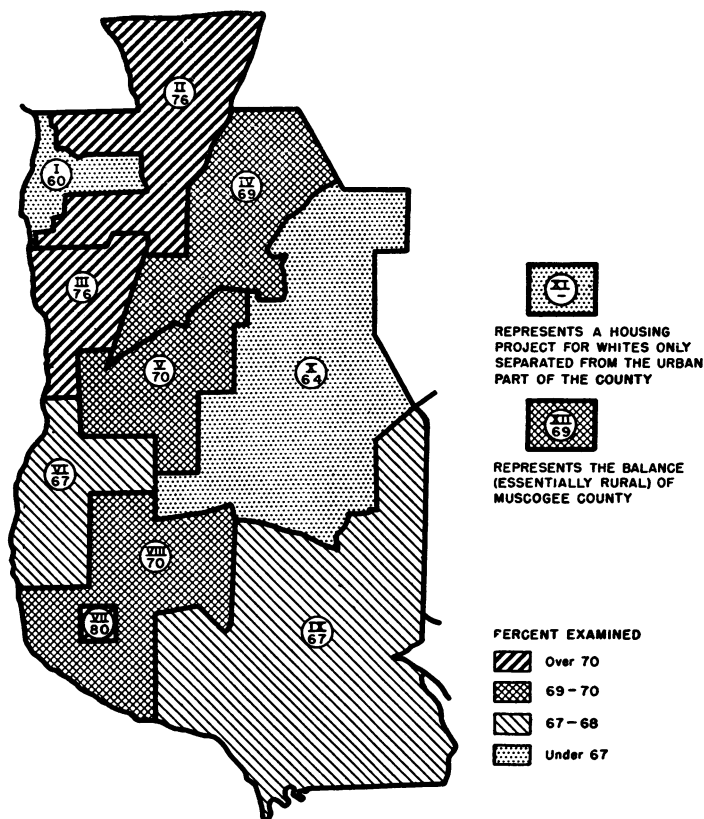 II
76
I
60
IV
69
III
76
V
70
X
64
VI
67
VIII
70
VII
80
IX
67
XI
–
REPRESENTS A HOUSING
PROJECT FOR WHITES ONLY
SEPARATED FROM THE URBAN
PART OF THE COUNTY
XII
69
REPRESENTS THE BALANCE
(ESSENTIALLY RURAL) OF
MUSCOGEE COUNTY
PERCENT EXAMINED
Over 70
69-70
67-68
Under 67